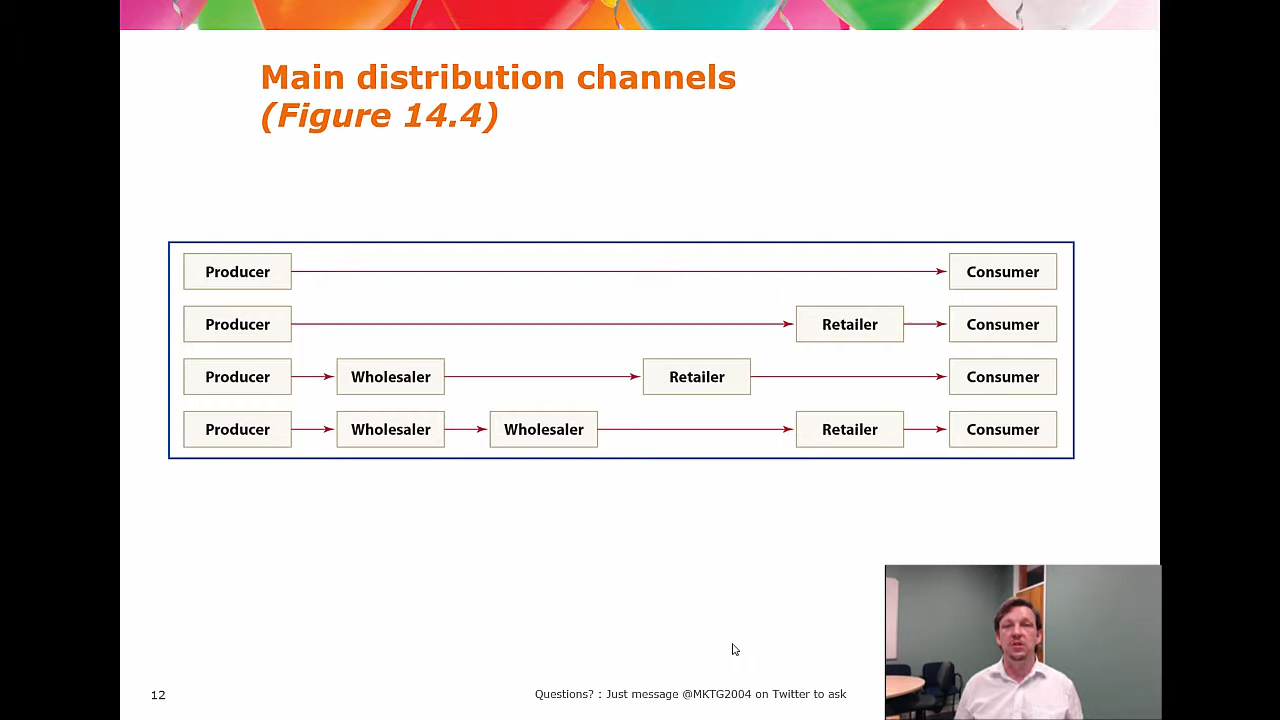 Main distribution channels
(Figure 14.4)
Producer Consumer
Producer Retailer Consumer
Producer Wholesaler Retailer Consumer
Producer Wholesaler Wholesaler Retailer Consumer
12 Questions? : Just message @MKTG2004 on Twitter to ask